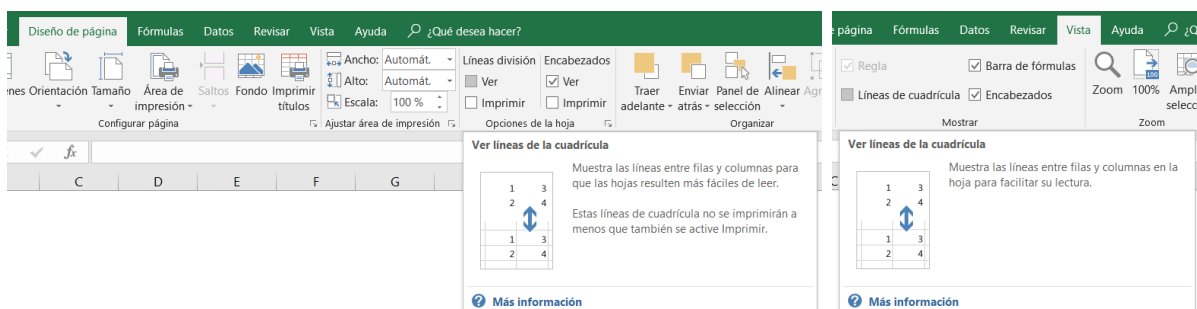 Diseño de página Fórmulas Datos Revisar Vista Ayuda ¿Qué desea hacer?
Orientación Tamaño Área de impresión Saltos Fondo Imprimir títulos
Configurar página
Ancho: Automát.
Alto: Automát.
Escala: 100 %
Ajustar área de impresión
Líneas división Encabezados
Ver Ver
Imprimir Imprimir
Opciones de la hoja
Traer adelante Enviar atrás Panel de selección Alinear Agr
Organizar
fx
C D E F G
Ver líneas de la cuadrícula
1 3
2 4
1 3
2 4
Muestra las líneas entre filas y columnas para
que las hojas resulten más fáciles de leer.
Estas líneas de cuadrícula no se imprimirán a
menos que también se active Imprimir.
Más información
página Fórmulas Datos Revisar Vista Ayuda
Regla Barra de fórmulas
Líneas de cuadrícula Encabezados
Mostrar
Zoom 100% Ampl
selecc
Zoom
Ver líneas de la cuadrícula
1 3
2 4
1 3
2 4
Muestra las líneas entre filas y columnas en la
hoja para facilitar su lectura.
Más información